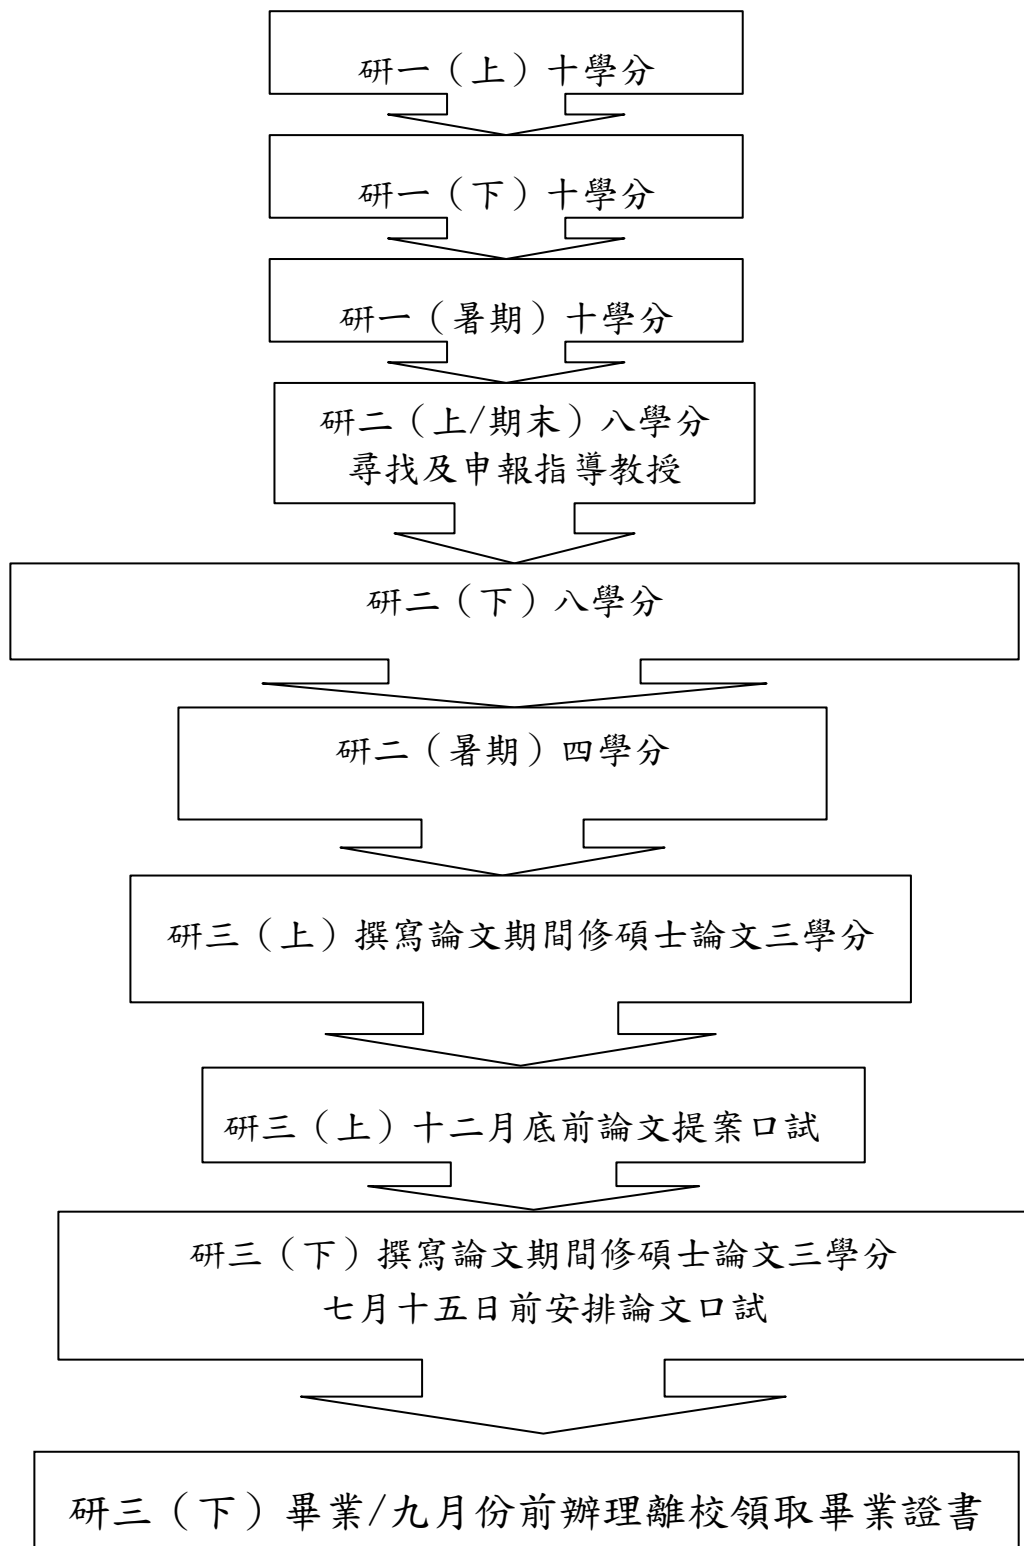 研一（上）十學分
研一（下）十學分
研一（暑期）十學分
研二（上/期末）八學分
尋找及申報指導教授
研二（下）八學分
研二（暑期）四學分
研三（上）撰寫論文期間修碩士論文三學分
研三（上）十二月底前論文提案口試
研三（下）撰寫論文期間修碩士論文三學分
七月十五日前安排論文口試
研三（下）畢業/九月份前辦理離校領取畢業證書